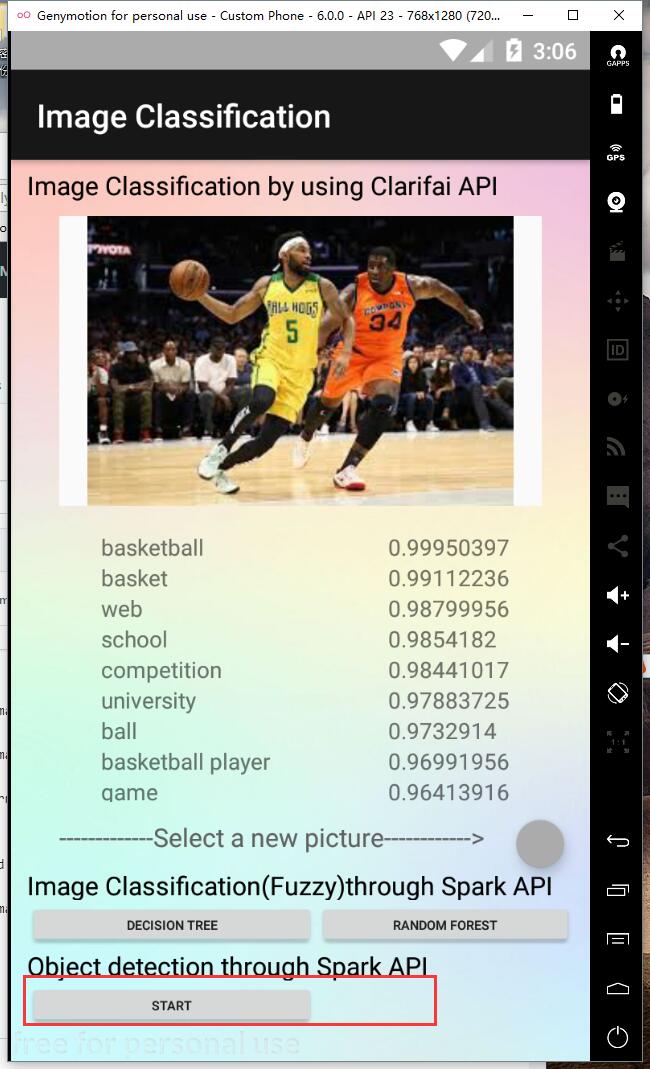 Genymotion for personal use - Custom Phone - 6.0.0 - API 23 - 768x1280 (720...
3:06
GAPPS
Image Classification
GPS
Image Classification by using Clarifai API
TOYOTA
BALL HOGS
5
COMPANY
34
ID
basketball 0.99950397
basket 0.99112236
web 0.98799956
school 0.9854182
competition 0.98441017
university 0.97883725
ball 0.9732914
1:1
basketball player 0.96991956
game 0.96413916
-------------Select a new picture------------>
Image Classification(Fuzzy)through Spark API
DECISION TREE RANDOM FOREST
Object detection through Spark API
START
free for personal use